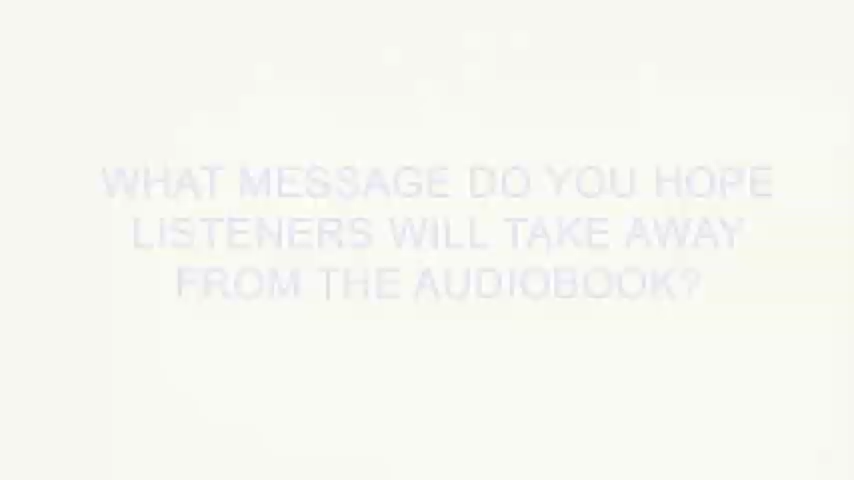 WHAT MESSAGE DO YOU HOPE
LISTENERS WILL TAKE AWAY
FROM THE AUDIOBOOK?